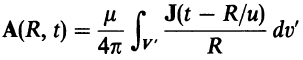 A(R, t) = μ/4π ∫V' J(t − R/u)/R dv'